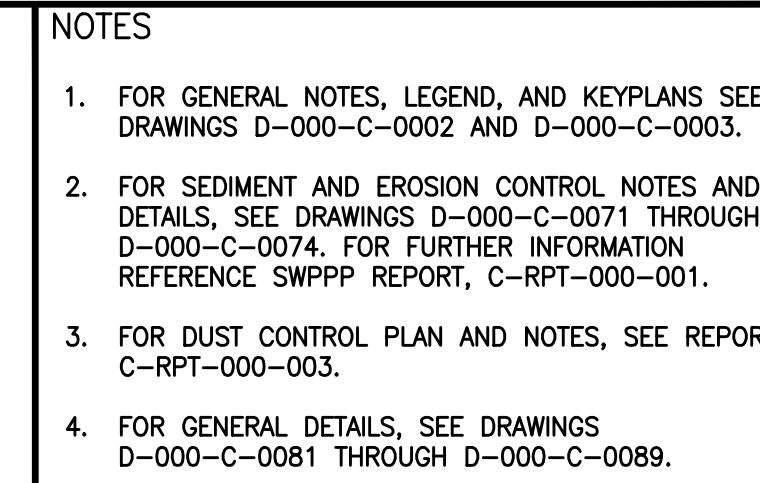 NOTES
1. FOR GENERAL NOTES, LEGEND, AND KEYPLANS SEE
DRAWINGS D-000-C-0002 AND D-000-C-0003.
2. FOR SEDIMENT AND EROSION CONTROL NOTES AND
DETAILS, SEE DRAWINGS D-000-C-0071 THROUGH
D-000-C-0074. FOR FURTHER INFORMATION
REFERENCE SWPPP REPORT, C-RPT-000-001.
3. FOR DUST CONTROL PLAN AND NOTES, SEE REPOR
C-RPT-000-003.
4. FOR GENERAL DETAILS, SEE DRAWINGS
D-000-C-0081 THROUGH D-000-C-0089.